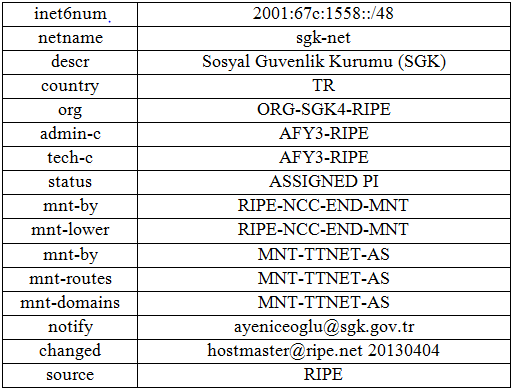 inet6num 2001:67c:1558::/48
netname sgk-net
descr Sosyal Guvenlik Kurumu (SGK)
country TR
org ORG-SGK4-RIPE
admin-c AFY3-RIPE
tech-c AFY3-RIPE
status ASSIGNED PI
mnt-by RIPE-NCC-END-MNT
mnt-lower RIPE-NCC-END-MNT
mnt-by MNT-TTNET-AS
mnt-routes MNT-TTNET-AS
mnt-domains MNT-TTNET-AS
notify ayeniceoglu@sgk.gov.tr
changed hostmaster@ripe.net 20130404
source RIPE